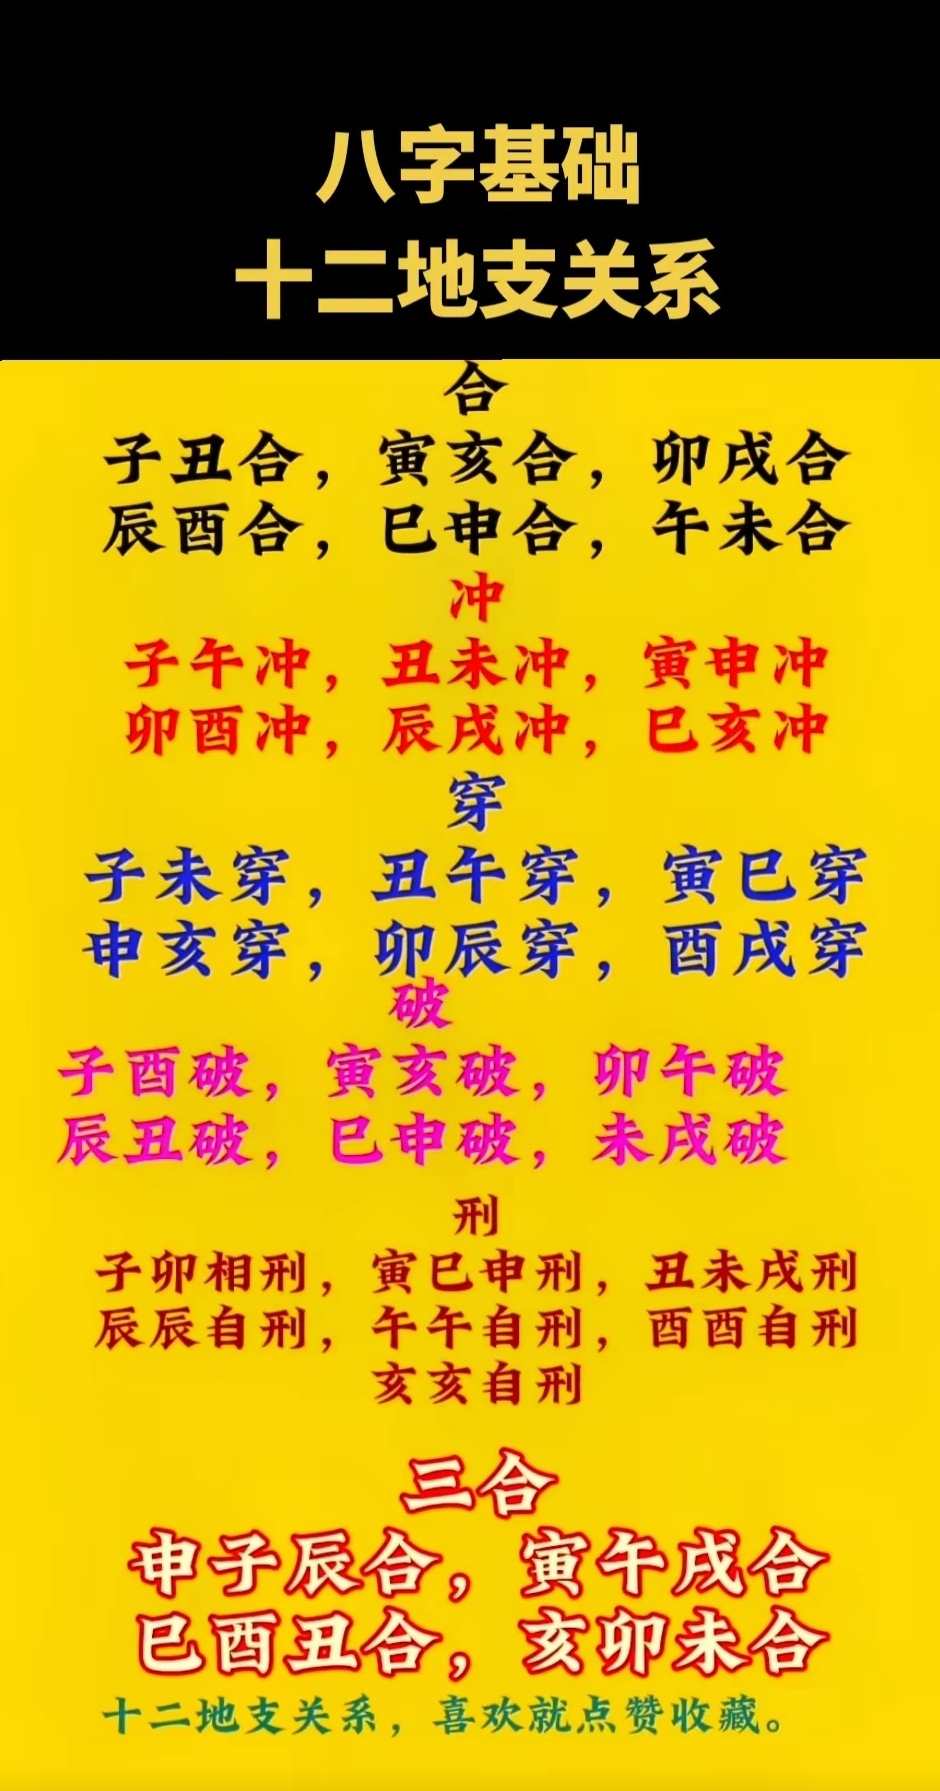 八字基础
十二地支关系
合
子丑合，寅亥合，卯戌合
辰酉合，巳申合，午未合
冲
子午冲，丑未冲，寅申冲
卯酉冲，辰戌冲，巳亥冲
穿
子未穿，丑午穿，寅巳穿
申亥穿，卯辰穿，酉戌穿
破
子酉破，寅亥破，卯午破
辰丑破，巳申破，未戌破
刑
子卯相刑，寅巳申刑，丑未戌刑
辰辰自刑，午午自刑，酉酉自刑
亥亥自刑
三合
申子辰合，寅午戌合
巳酉丑合，亥卯未合
十二地支关系，喜欢就点赞收藏。